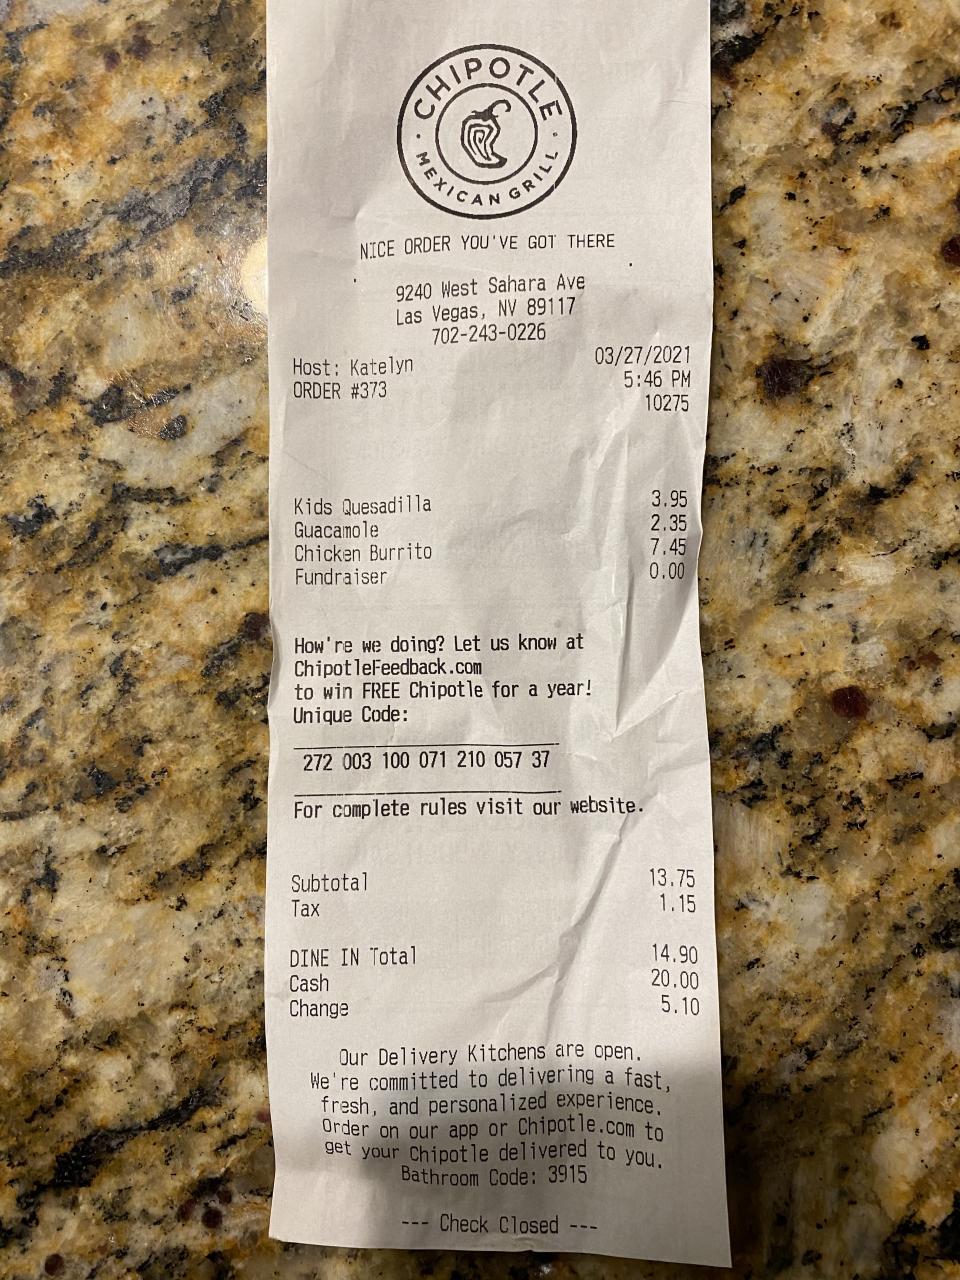 CHIPOTLE
MEXICAN GRILL
NICE ORDER YOU'VE GOT THERE
9240 West Sahara Ave
Las Vegas, NV 89117
702-243-0226
Host: Katelyn 03/27/2021
ORDER #373 5:46 PM
10275
Kids Quesadilla 3.95
Guacamole 2.35
Chicken Burrito 7.45
Fundraiser 0.00
How're we doing? Let us know at
ChipotleFeedback.com
to win FREE Chipotle for a year!
Unique Code:
272 003 100 071 210 057 37
For complete rules visit our website.
Subtotal 13.75
Tax 1.15
DINE IN Total 14.90
Cash 20.00
Change 5.10
Our Delivery Kitchens are open.
We're committed to delivering a fast,
fresh, and personalized experience.
Order on our app or Chipotle.com to
get your Chipotle delivered to you.
Bathroom Code: 3915
--- Check Closed ---